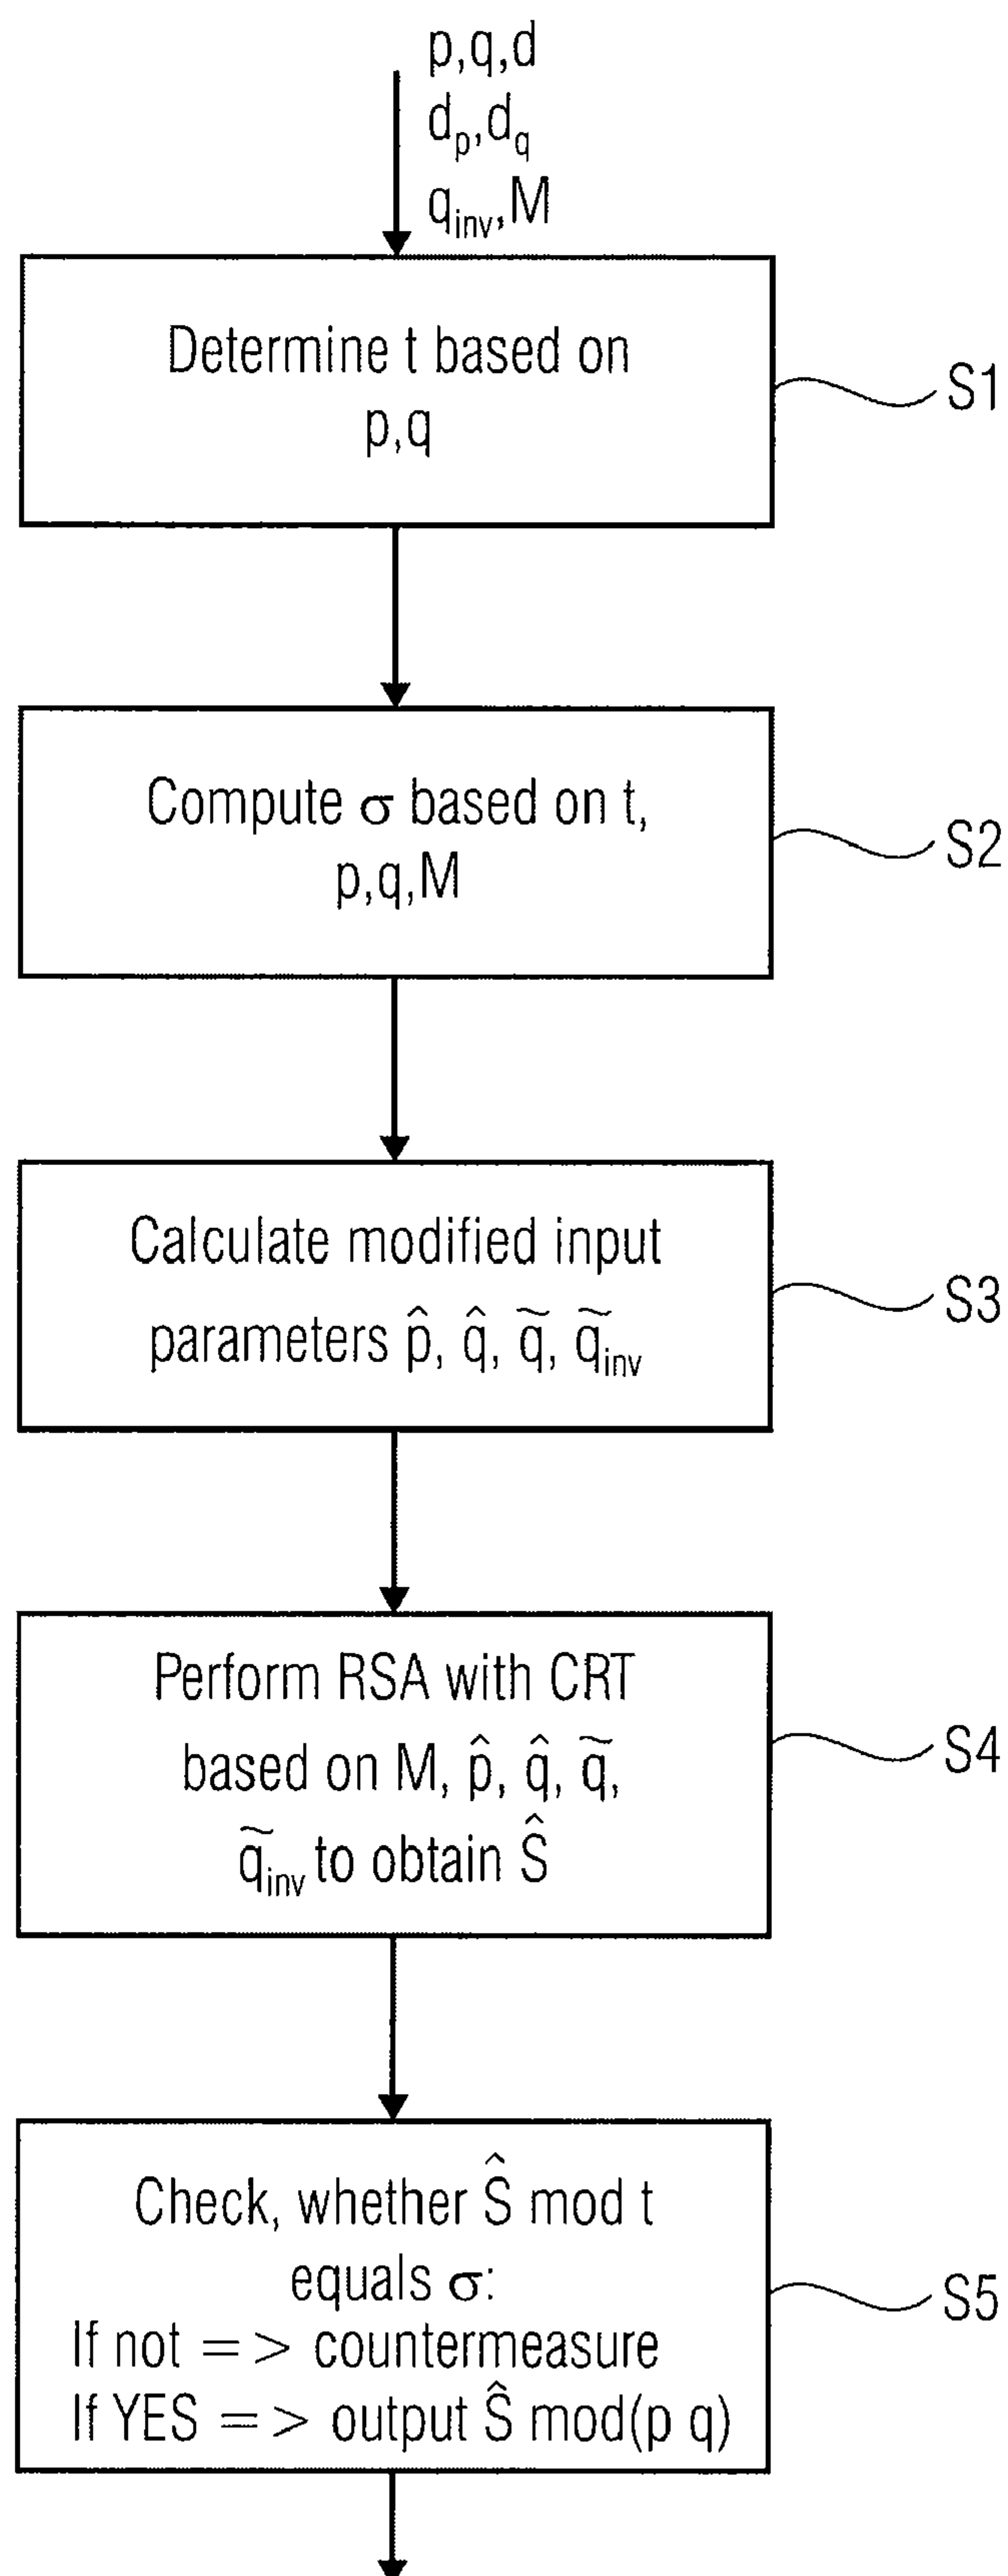 p,q,d
dₚ,d_q
q_inv,M
Determine t based on
p,q
S1
Compute σ based on t,
p,q,M
S2
Calculate modified input
parameters p̂, q̂, q̃, q̃_inv
S3
Perform RSA with CRT
based on M, p̂, q̂, q̃,
q̃_inv to obtain Ŝ
S4
Check, whether Ŝ mod t
equals σ:
If not = > countermeasure
If YES = > output Ŝ mod(p q)
S5